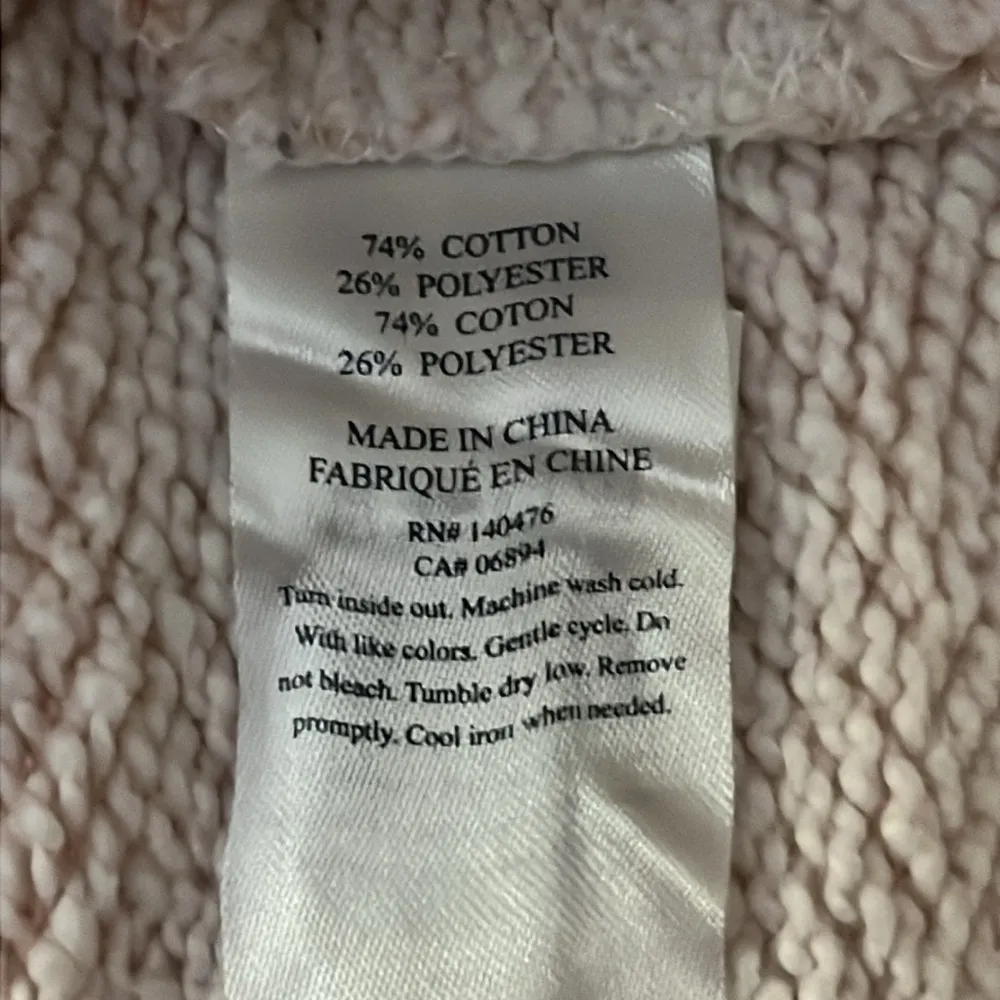 74% COTTON
26% POLYESTER
74% COTON
26% POLYESTER
MADE IN CHINA
FABRIQUÉ EN CHINE
RN# 140476
CA# 06894
Turn inside out. Machine wash cold.
With like colors. Gentle cycle. Do
not bleach. Tumble dry low. Remove
promptly. Cool iron when needed.